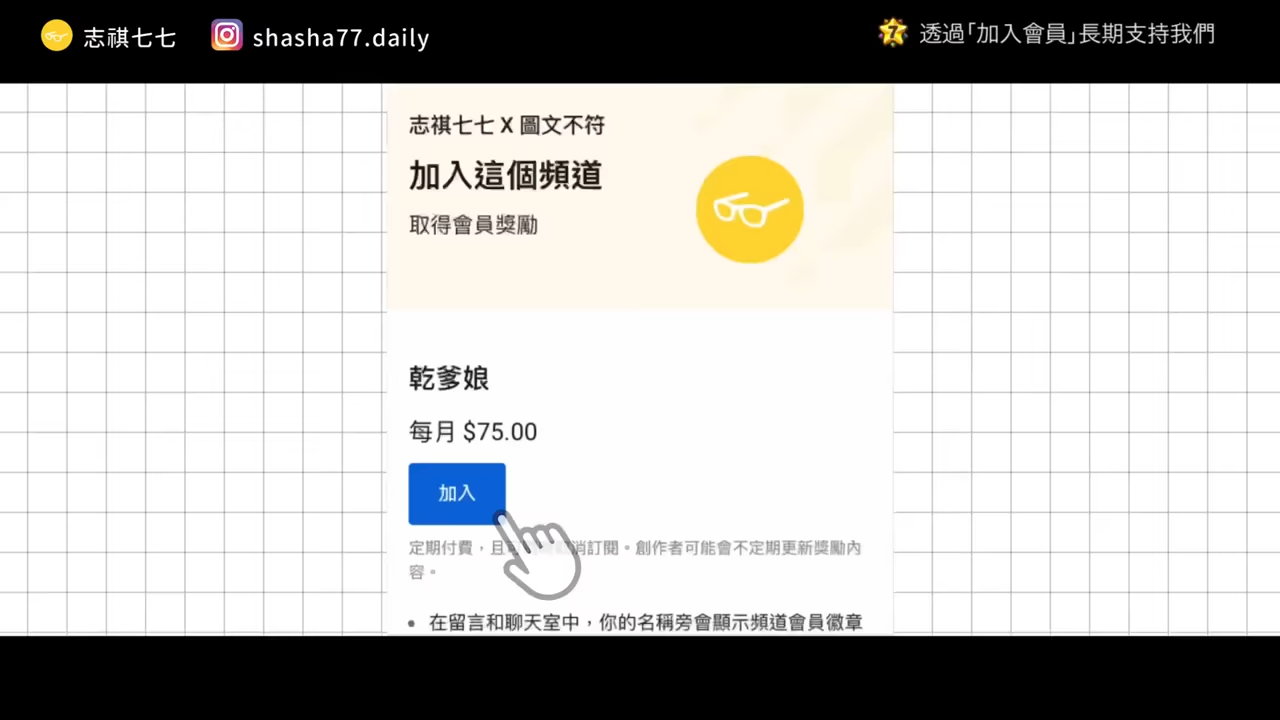 志祺七七
shasha77.daily
7
透過「加入會員」長期支持我們
志祺七七 X 圖文不符
加入這個頻道
取得會員獎勵
乾爹娘
每月 $75.00
加入
定期付費，且 消訂閱。創作者可能會不定期更新獎勵內
容。
• 在留言和聊天室中，你的名稱旁會顯示頻道會員徽章